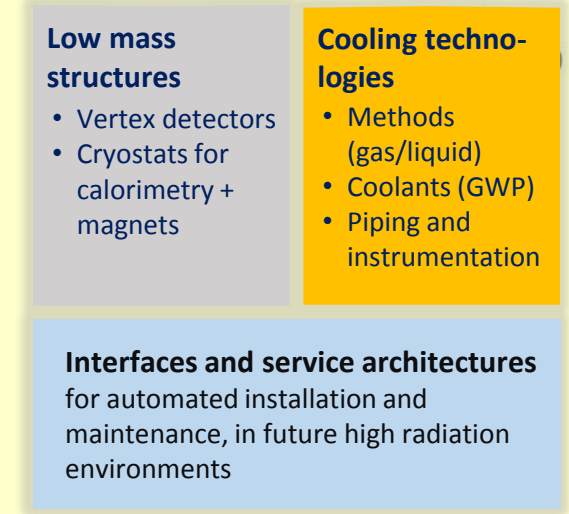 Low mass
structures
• Vertex detectors
• Cryostats for
calorimetry +
magnets
Cooling techno-
logies
• Methods
(gas/liquid)
• Coolants (GWP)
• Piping and
instrumentation
Interfaces and service architectures
for automated installation and
maintenance, in future high radiation
environments